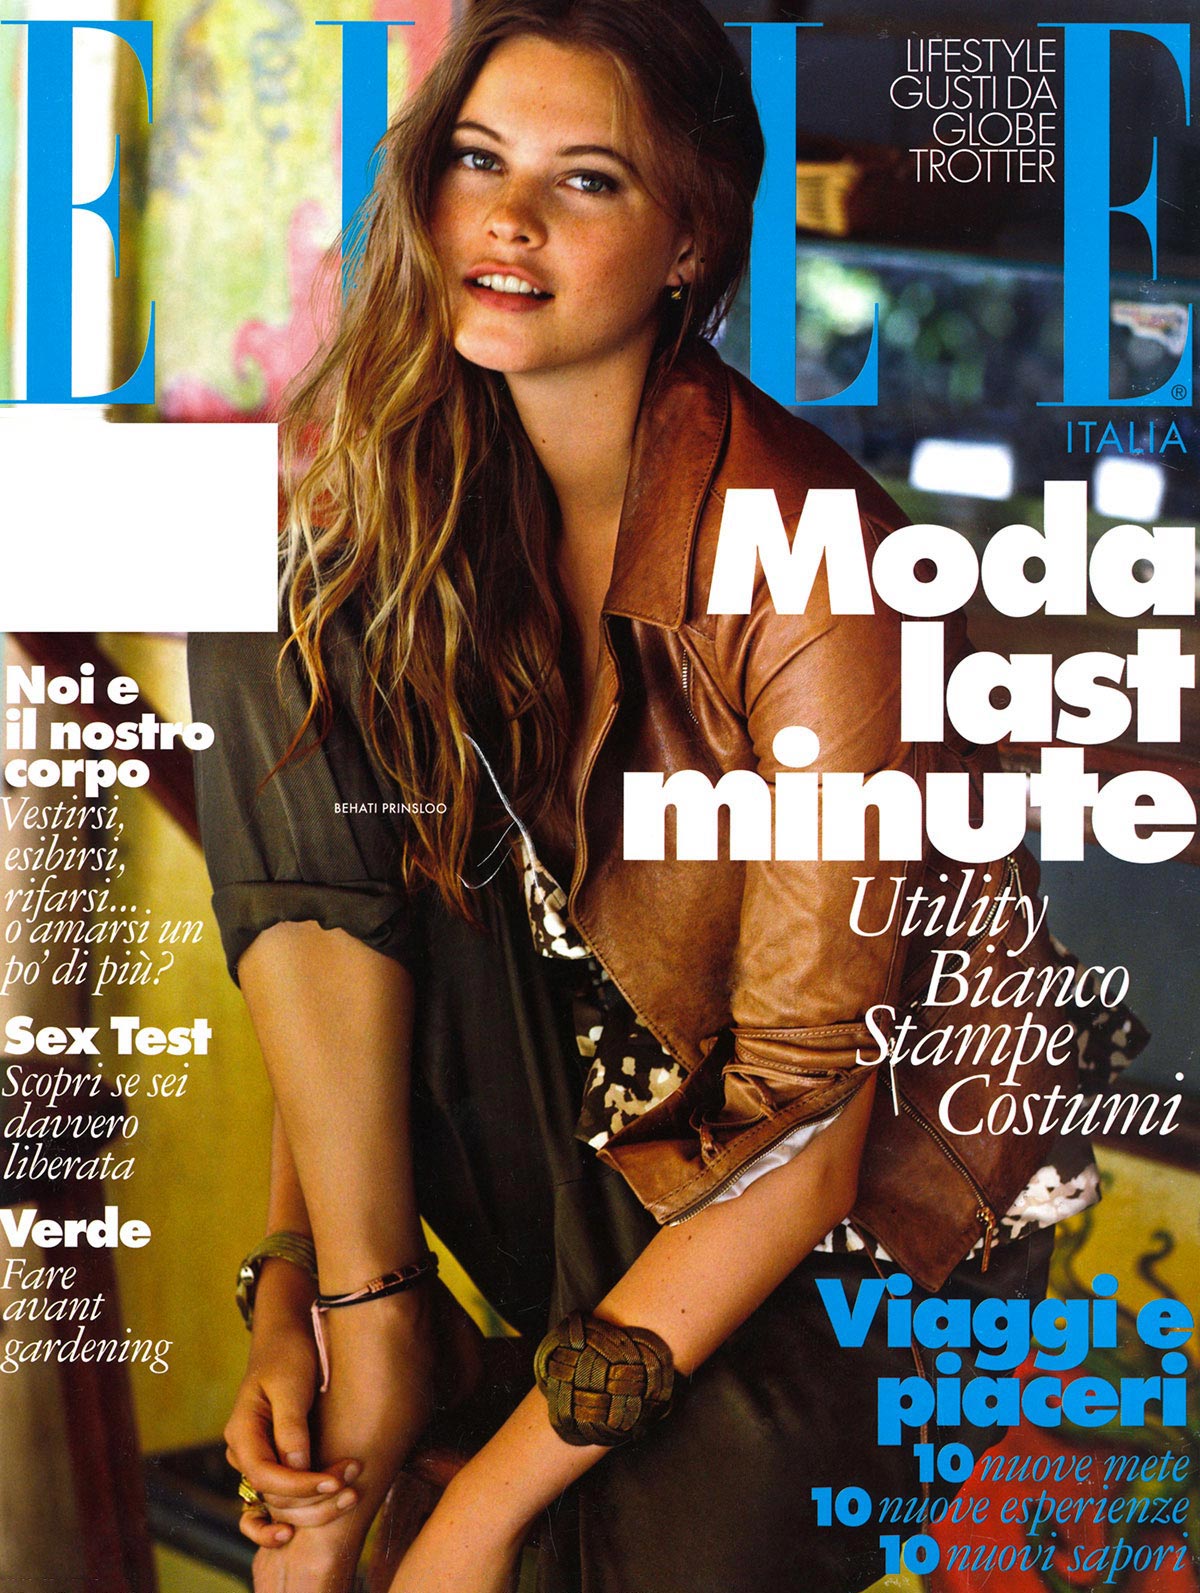 ELLE
LIFESTYLE
GUSTI DA
GLOBE
TROTTER
®
ITALIA
Moda
last
minute
Utility
Bianco
Stampe
Costumi
Noi e
il nostro
corpo
Vestirsi,
esibirsi,
rifarsi...
o amarsi un
po' di più?
BEHATI PRINSLOO
Sex Test
Scopri se sei
davvero
liberata
Verde
Fare
avant
gardening
Viaggi e
piaceri
10 nuove mete
10 nuove esperienze
10 nuovi sapori